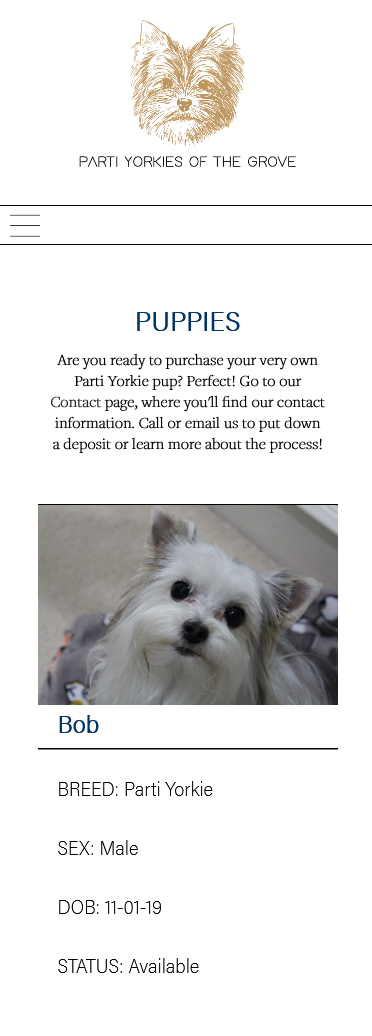 PARTI YORKIES OF THE GROVE
PUPPIES
Are you ready to purchase your very own
Parti Yorkie pup? Perfect! Go to our
Contact page, where you'll find our contact
information. Call or email us to put down
a deposit or learn more about the process!
Bob
BREED: Parti Yorkie
SEX: Male
DOB: 11-01-19
STATUS: Available